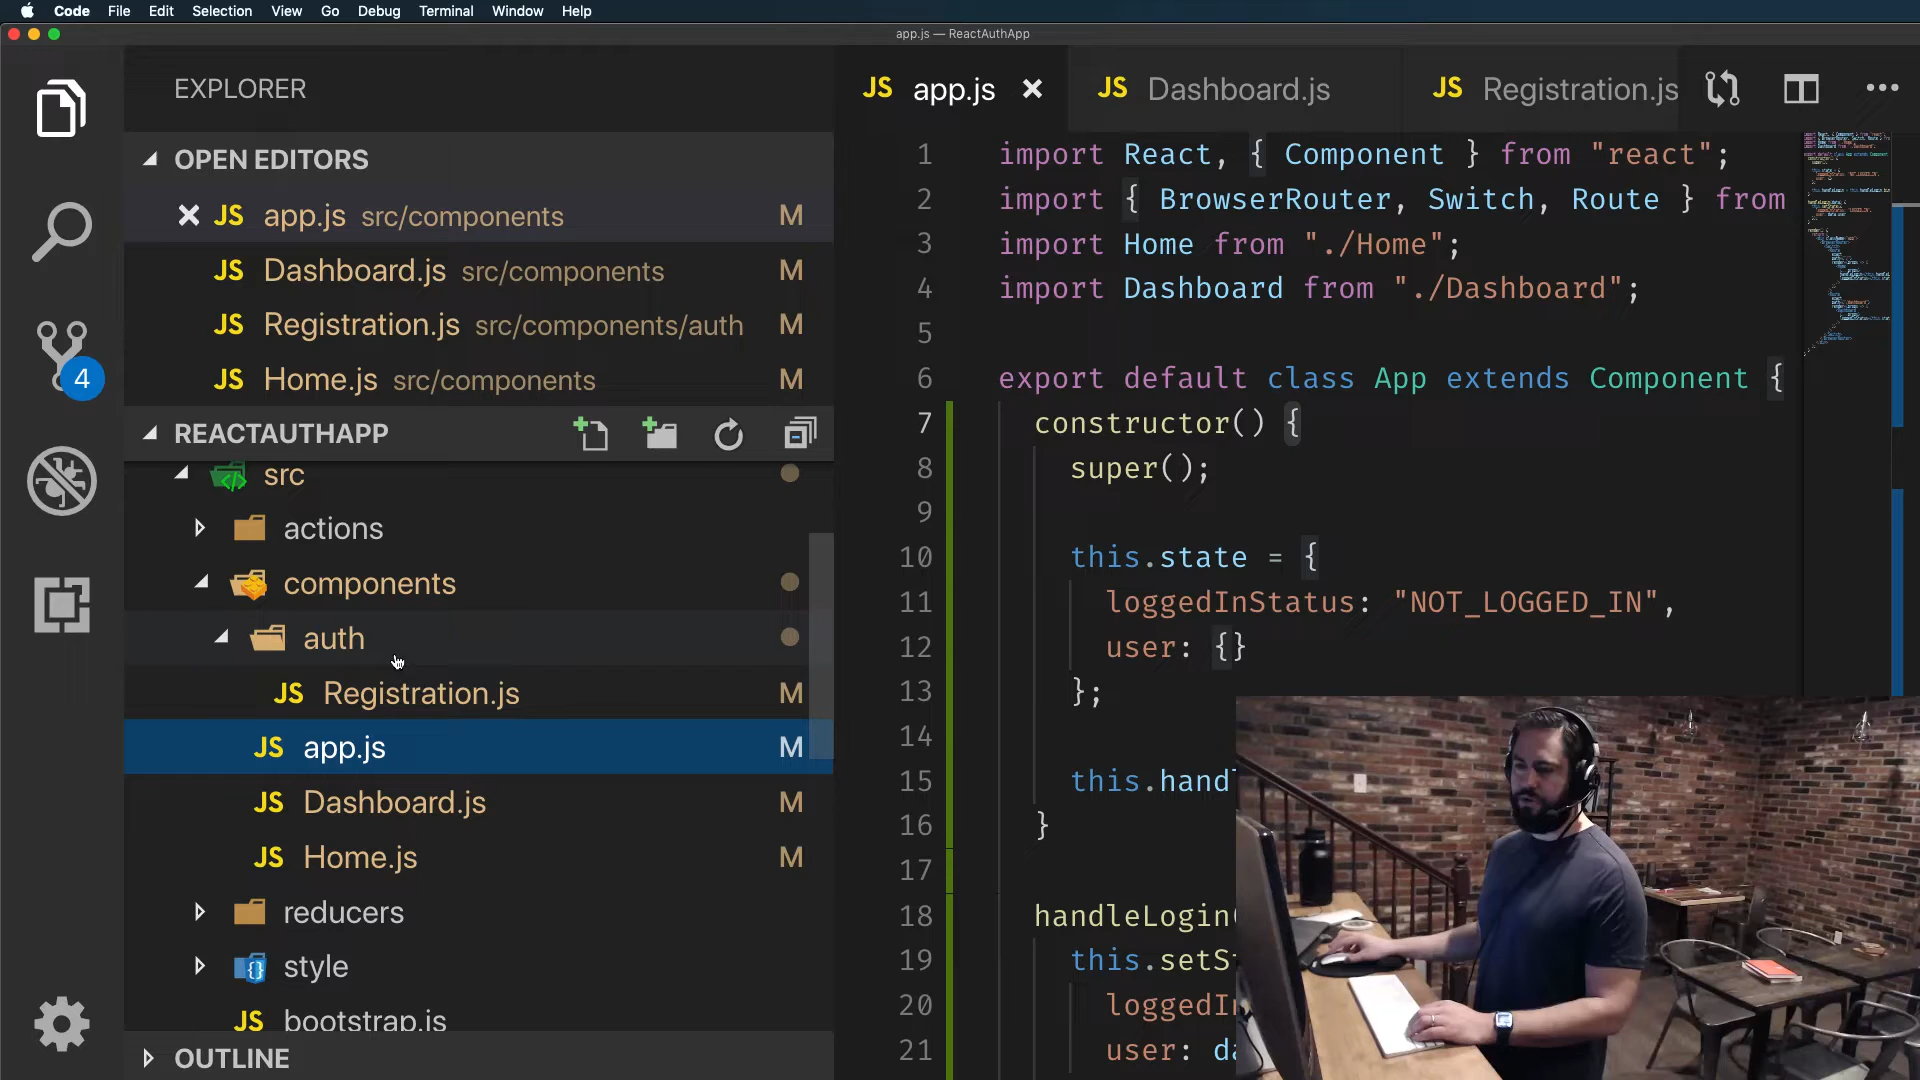 Code File Edit Selection View Go Debug Terminal Window Help
app.js — ReactAuthApp
EXPLORER
OPEN EDITORS
JS app.js src/components M
JS Dashboard.js src/components M
JS Registration.js src/components/auth M
JS Home.js src/components M
4
REACTAUTHAPP
src
actions
components
auth
JS Registration.js M
JS app.js M
JS Dashboard.js M
JS Home.js M
reducers
style
JS bootstrap.js
OUTLINE
JS app.js JS Dashboard.js JS Registration.js
1 import React, { Component } from "react";
2 import { BrowserRouter, Switch, Route } from
3 import Home from "./Home";
4 import Dashboard from "./Dashboard";
5
6 export default class App extends Component {
7 constructor() {
8 super();
9
10 this.state = {
11 loggedInStatus: "NOT_LOGGED_IN",
12 user: {}
13 };
14
15 this.hand
16 }
17
18 handleLogin
19 this.setS
20 loggedI
21 user: da